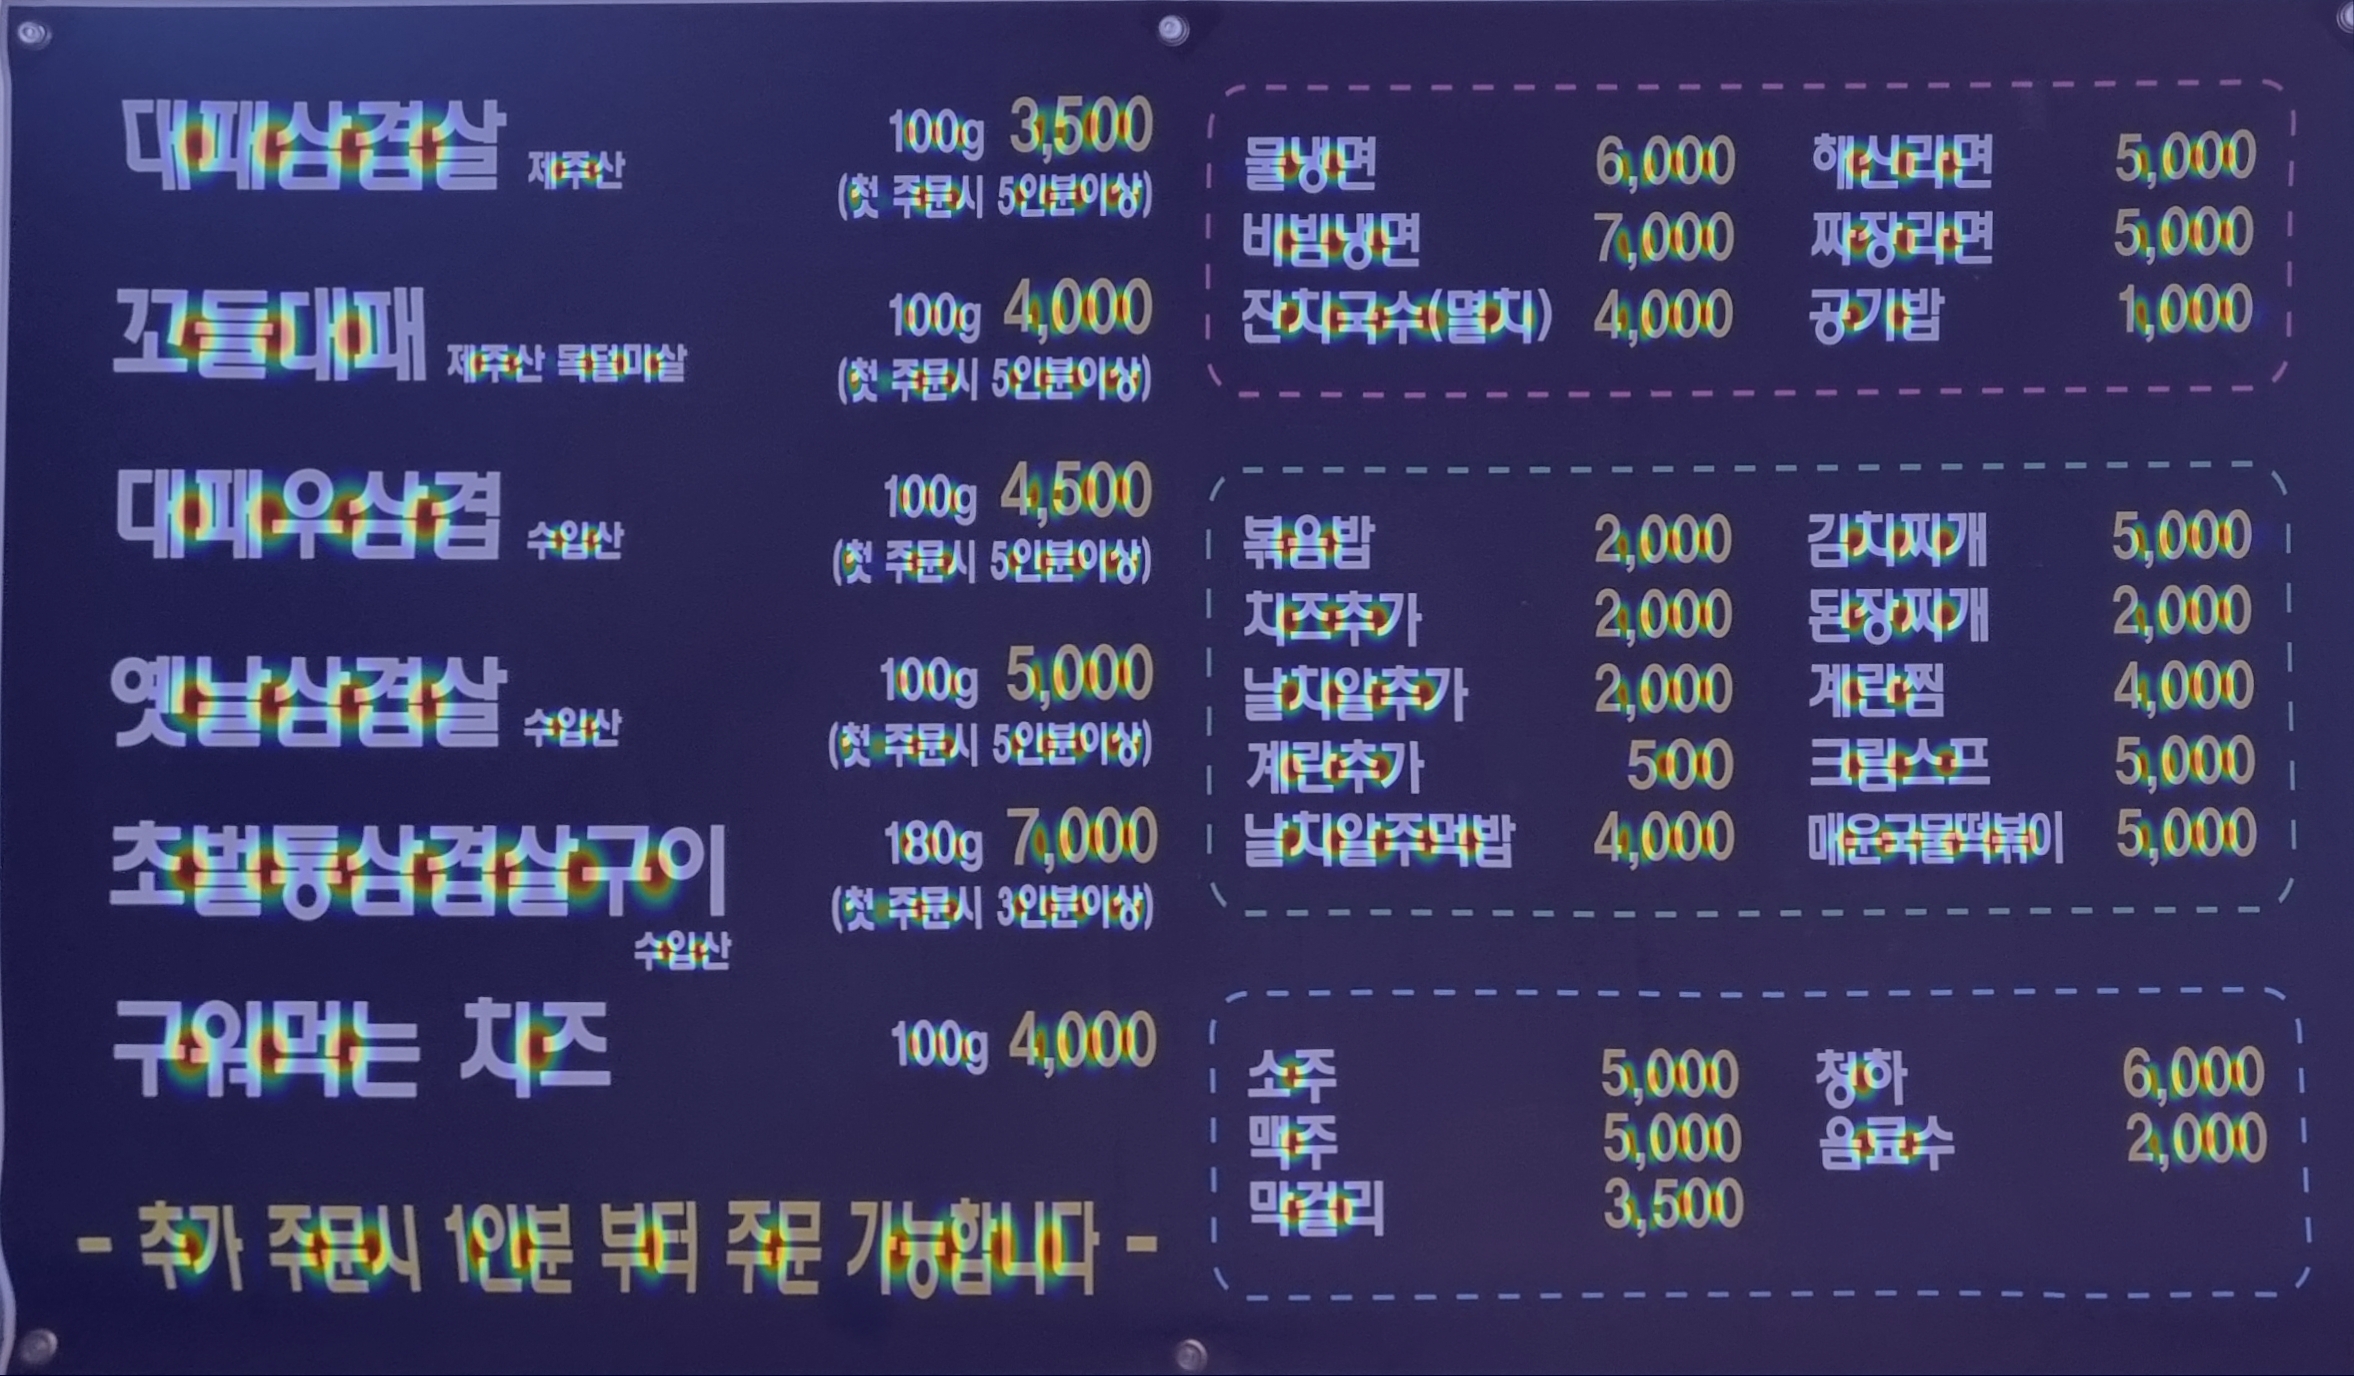 대패삼겹살 제주산 100g 3,500
(첫 주문시 5인분이상)
꼬들대패 제주산 목덜미살 100g 4,000
(첫 주문시 5인분이상)
대패우삼겹 수입산 100g 4,500
(첫 주문시 5인분이상)
옛날삼겹살 수입산 100g 5,000
(첫 주문시 5인분이상)
초벌통삼겹살구이 180g 7,000
(첫 주문시 3인분이상)
수입산
구워먹는 치즈 100g 4,000
- 추가 주문시 1인분 부터 주문 가능합니다 -
물냉면 6,000 해신라면 5,000
비빔냉면 7,000 짜장라면 5,000
잔치국수(멸치) 4,000 공기밥 1,000
볶음밥 2,000 김치찌개 5,000
치즈추가 2,000 된장찌개 2,000
날치알추가 2,000 계란찜 4,000
계란추가 500 크림스프 5,000
날치알주먹밥 4,000 매운국물떡볶이 5,000
소주 5,000 청하 6,000
맥주 5,000 음료수 2,000
막걸리 3,500